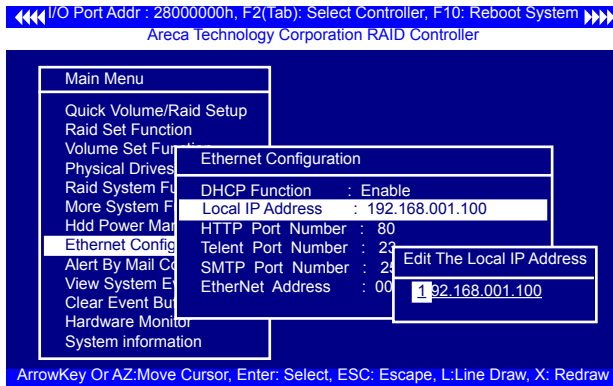 I/O Port Addr : 28000000h, F2(Tab): Select Controller, F10: Reboot System
Areca Technology Corporation RAID Controller
Main Menu
Quick Volume/Raid Setup
Raid Set Function
Volume Set Fun
Physical Drives
Raid System Fu
More System F
Hdd Power Man
Ethernet Config
Alert By Mail Co
View System Ev
Clear Event Buf
Hardware Monitor
System information
Ethernet Configuration
DHCP Function : Enable
Local IP Address : 192.168.001.100
HTTP Port Number : 80
Telent Port Number : 23
SMTP Port Number : 25
EtherNet Address : 00
Edit The Local IP Address
192.168.001.100
ArrowKey Or AZ:Move Cursor, Enter: Select, ESC: Escape, L:Line Draw, X: Redraw